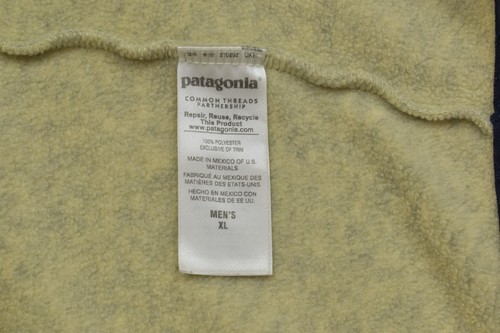 patagonia
COMMON THREADS
PARTNERSHIP
Repair, Reuse, Recycle
This Product
www.patagonia.com
100% POLYESTER
EXCLUSIVE OF TRIM
MADE IN MEXICO OF U.S.
MATERIALS
FABRIQUÉ AU MEXIQUE DES
MATIÈRES DES ETATS-UNIS
HECHO EN MEXICO CON
MATERIALES DE EE UU.
MEN'S
XL